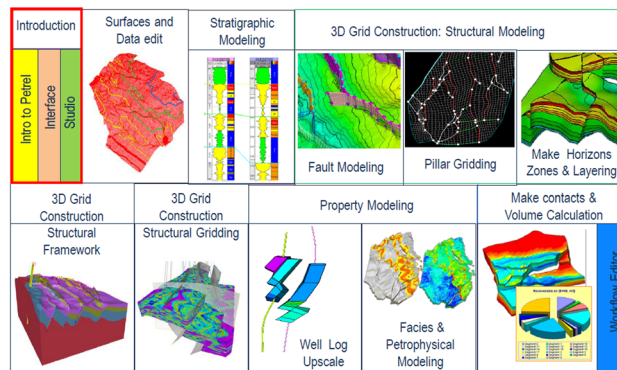 Introduction
Intro to Petrel
Interface
Studio
Surfaces and
Data edit
Stratigraphic
Modeling
3D Grid Construction: Structural Modeling
Fault Modeling
Pillar Gridding
Make Horizons
Zones & Layering
3D Grid
Construction
Structural
Framework
3D Grid
Construction
Structural Gridding
Property Modeling
Well Log
Upscale
Facies &
Petrophysical
Modeling
Make contacts &
Volume Calculation
Workflow Editor